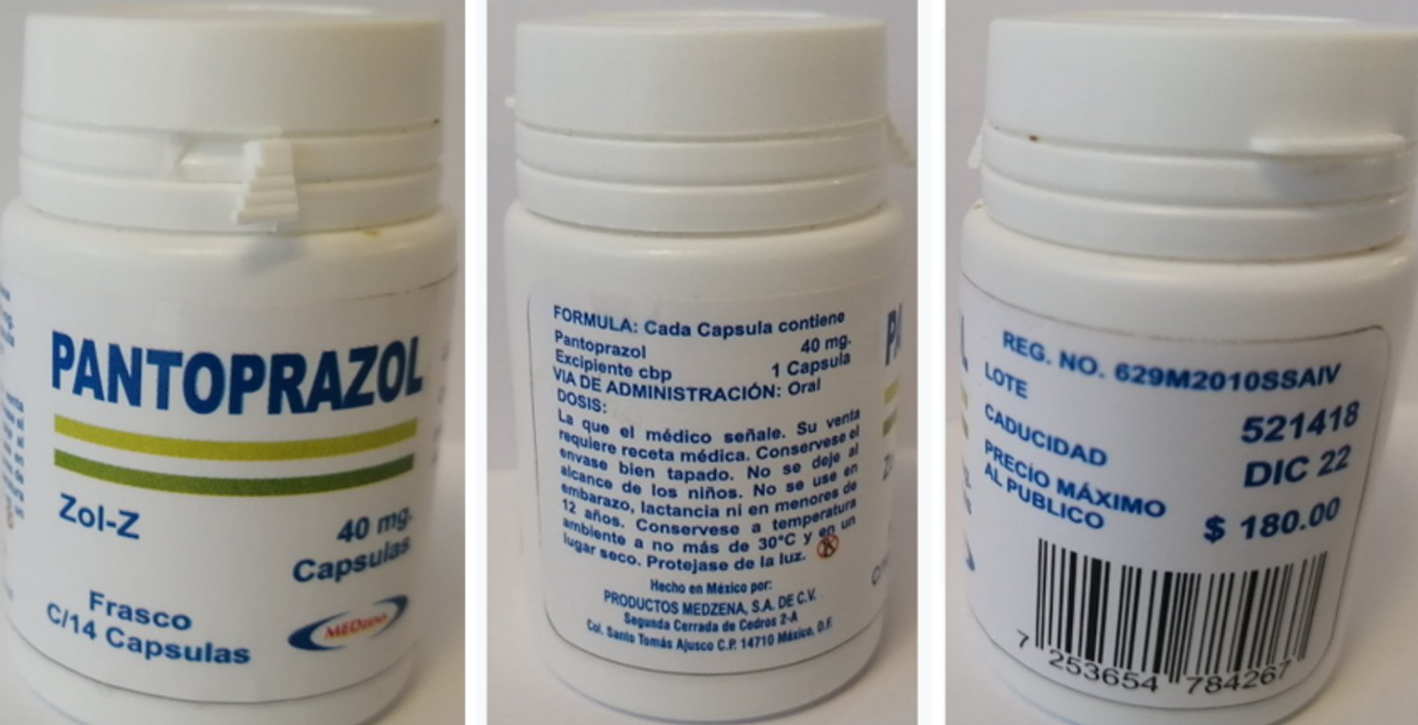 PANTOPRAZOL
Zol-Z
40 mg.
Capsulas
Frasco
C/14 Capsulas
FORMULA: Cada Capsula contiene
Pantoprazol 40 mg.
Excipiente cbp 1 Capsula
VIA DE ADMINISTRACIÓN: Oral
DOSIS:
La que el médico señale. Su venta
requiere receta médica. Conservese el
envase bien tapado. No se deje al
alcance de los niños. No se use en
embarazo, lactancia ni en menores de
12 años. Conservese a temperatura
ambiente a no más de 30°C y en un
lugar seco. Protejase de la luz.
Hecho en México por:
PRODUCTOS MEDZENA, S.A. DE C.V.
Segunda Cerrada de Cedros 2-A
Col. Santo Tomás Ajusco C.P. 14710 México, D.F.
REG. NO. 629M2010SSAIV
LOTE 521418
CADUCIDAD DIC 22
PRECIO MÁXIMO
AL PUBLICO $ 180.00
7 253654 784267